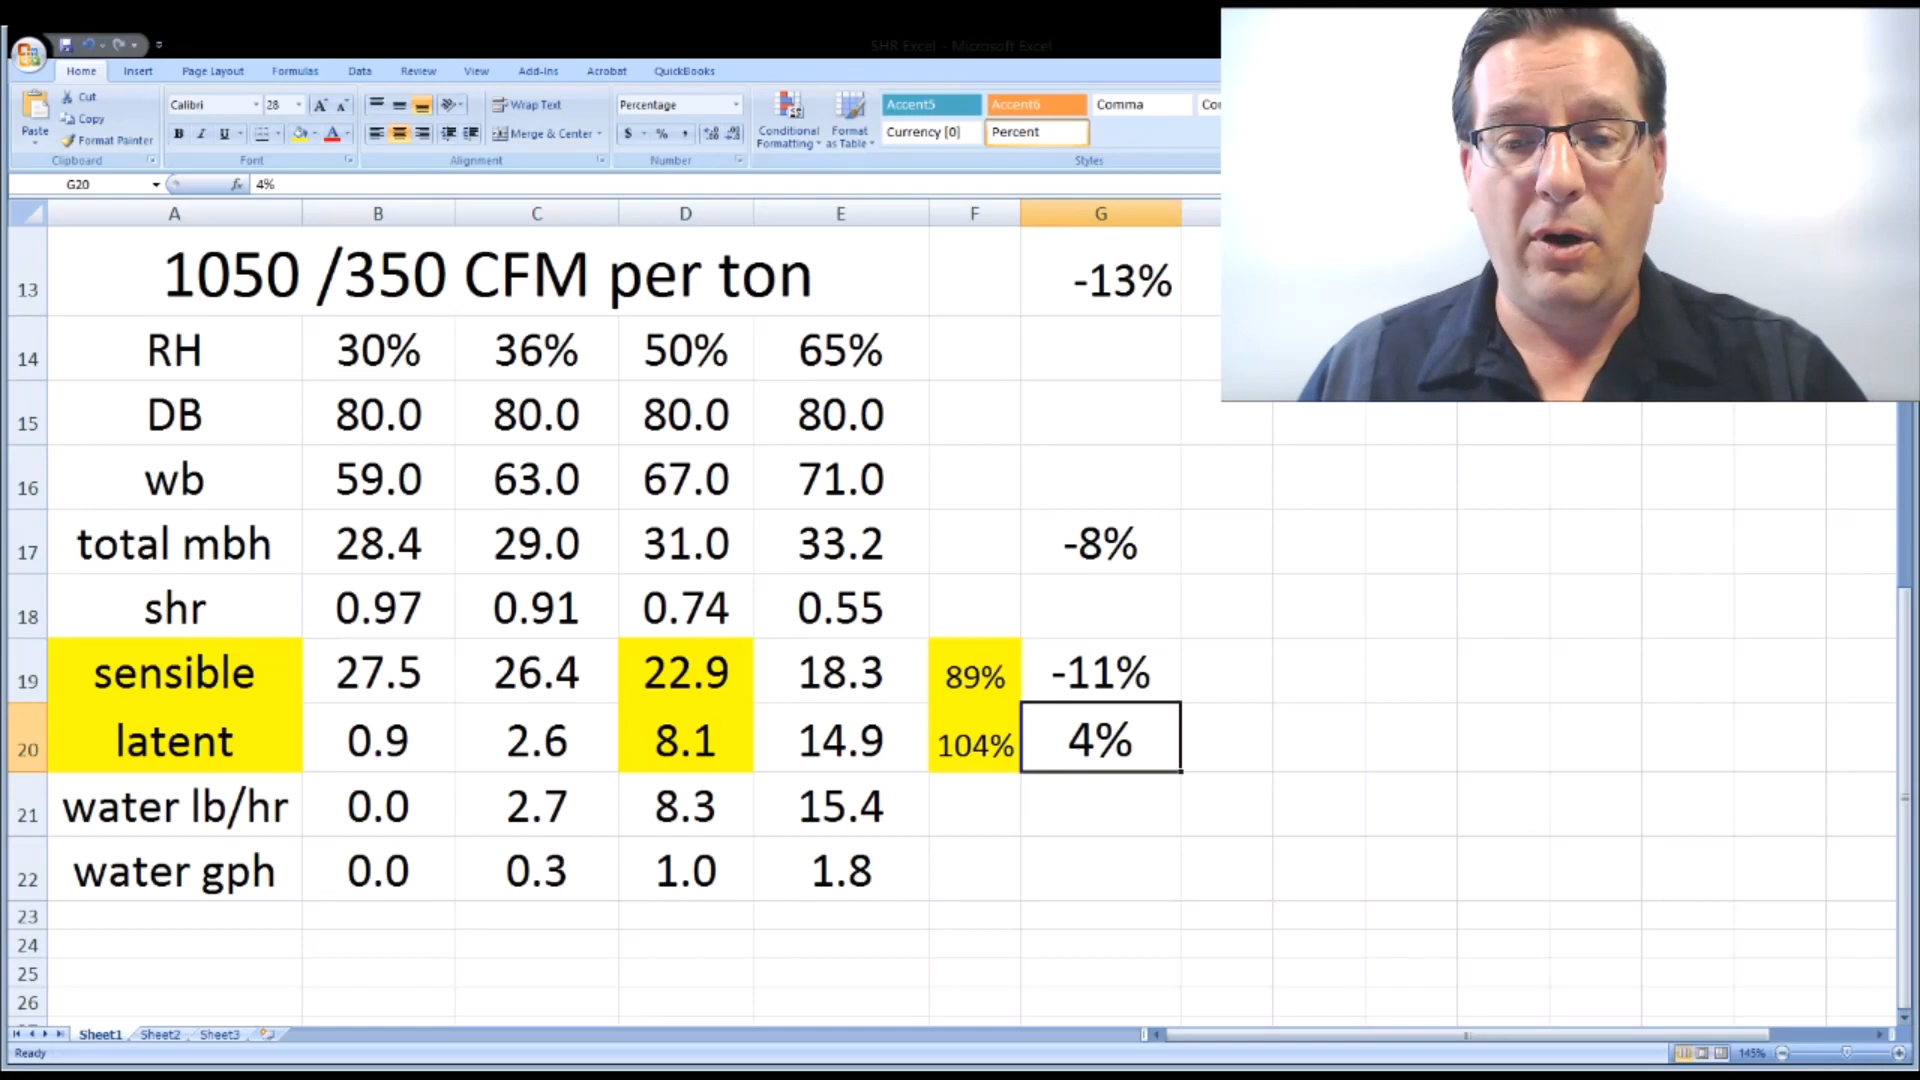 SHR Excel - Microsoft Excel
Home Insert Page Layout Formulas Data Review View Add-Ins Acrobat QuickBooks
Paste
Cut
Copy
Format Painter
Clipboard
Calibri 28
B I U
Font
Wrap Text
Merge & Center
Alignment
Percentage
$ % ,
Number
Conditional Formatting
Format as Table
Accent5 Accent6 Comma
Currency [0] Percent
Styles
G20 fx 4%
A B C D E F G
13 1050 /350 CFM per ton -13%
14 RH 30% 36% 50% 65%
15 DB 80.0 80.0 80.0 80.0
16 wb 59.0 63.0 67.0 71.0
17 total mbh 28.4 29.0 31.0 33.2 -8%
18 shr 0.97 0.91 0.74 0.55
19 sensible 27.5 26.4 22.9 18.3 89% -11%
20 latent 0.9 2.6 8.1 14.9 104% 4%
21 water lb/hr 0.0 2.7 8.3 15.4
22 water gph 0.0 0.3 1.0 1.8
23
24
25
26
Sheet1 Sheet2 Sheet3
Ready 145%